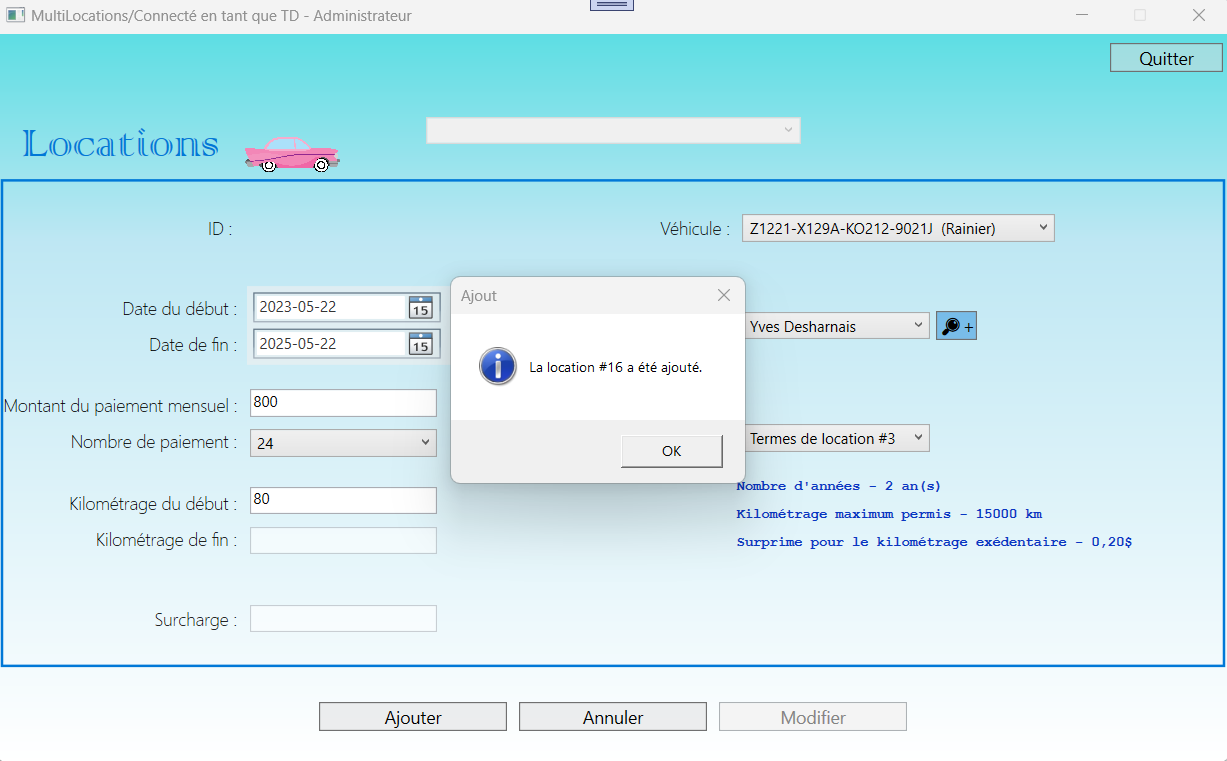 MultiLocations/Connecté en tant que TD - Administrateur
Quitter
Locations
ID :
Véhicule : Z1221-X129A-KO212-9021J (Rainier)
Date du début : 2023-05-22 15
Date de fin : 2025-05-22 15
Yves Desharnais +
Montant du paiement mensuel : 800
Nombre de paiement : 24
Termes de location #3
Kilométrage du début : 80
Kilométrage de fin :
Nombre d'années - 2 an(s)
Kilométrage maximum permis - 15000 km
Surprime pour le kilométrage exédentaire - 0,20$
Surcharge :
Ajout
La location #16 a été ajouté.
OK
Ajouter
Annuler
Modifier